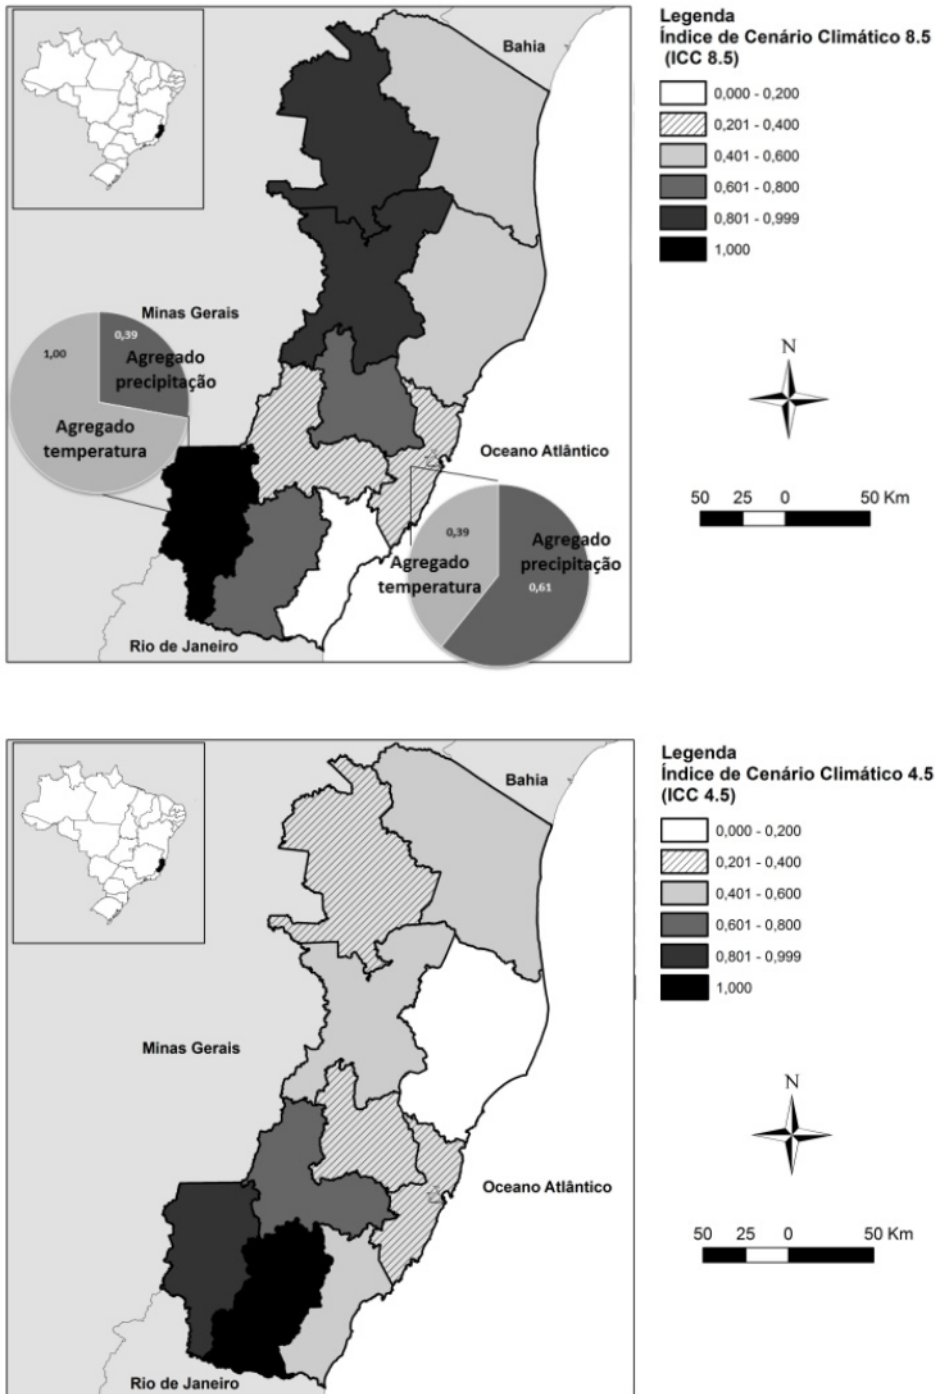 Legenda
Índice de Cenário Climático 8.5
(ICC 8.5)
0,000 - 0,200
0,201 - 0,400
0,401 - 0,600
0,601 - 0,800
0,801 - 0,999
1,000
Bahia
Minas Gerais
0,39
1,00
Agregado
precipitação
Agregado
temperatura
Oceano Atlântico
0,39
Agregado
precipitação
Agregado
temperatura
0,61
Rio de Janeiro
N
50 25 0 50 Km
Legenda
Índice de Cenário Climático 4.5
(ICC 4.5)
0,000 - 0,200
0,201 - 0,400
0,401 - 0,600
0,601 - 0,800
0,801 - 0,999
1,000
Bahia
Minas Gerais
Oceano Atlântico
Rio de Janeiro
N
50 25 0 50 Km